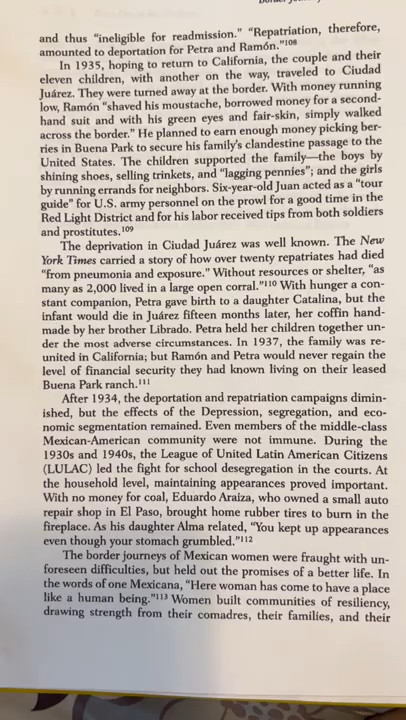 and thus “ineligible for readmission.” “Repatriation, therefore,
amounted to deportation for Petra and Ramón.”108
In 1935, hoping to return to California, the couple and their
eleven children, with another on the way, traveled to Ciudad
Juárez. They were turned away at the border. With money running
low, Ramón “shaved his moustache, borrowed money for a second-
hand suit and with his green eyes and fair-skin, simply walked
across the border.” He planned to earn enough money picking ber-
ries in Buena Park to secure his family's clandestine passage to the
United States. The children supported the family—the boys by
shining shoes, selling trinkets, and “lagging pennies”; and the girls
by running errands for neighbors. Six-year-old Juan acted as a “tour
guide” for U.S. army personnel on the prowl for a good time in the
Red Light District and for his labor received tips from both soldiers
and prostitutes.109
The deprivation in Ciudad Juárez was well known. The New
York Times carried a story of how over twenty repatriates had died
“from pneumonia and exposure.” Without resources or shelter, “as
many as 2,000 lived in a large open corral.”110 With hunger a con-
stant companion, Petra gave birth to a daughter Catalina, but the
infant would die in Juárez fifteen months later, her coffin hand-
made by her brother Librado. Petra held her children together un-
der the most adverse circumstances. In 1937, the family was re-
united in California; but Ramón and Petra would never regain the
level of financial security they had known living on their leased
Buena Park ranch.111
After 1934, the deportation and repatriation campaigns dimin-
ished, but the effects of the Depression, segregation, and eco-
nomic segmentation remained. Even members of the middle-class
Mexican-American community were not immune. During the
1930s and 1940s, the League of United Latin American Citizens
(LULAC) led the fight for school desegregation in the courts. At
the household level, maintaining appearances proved important.
With no money for coal, Eduardo Araiza, who owned a small auto
repair shop in El Paso, brought home rubber tires to burn in the
fireplace. As his daughter Alma related, “You kept up appearances
even though your stomach grumbled.”112
The border journeys of Mexican women were fraught with un-
foreseen difficulties, but held out the promises of a better life. In
the words of one Mexicana, “Here woman has come to have a place
like a human being.”113 Women built communities of resiliency,
drawing strength from their comadres, their families, and their